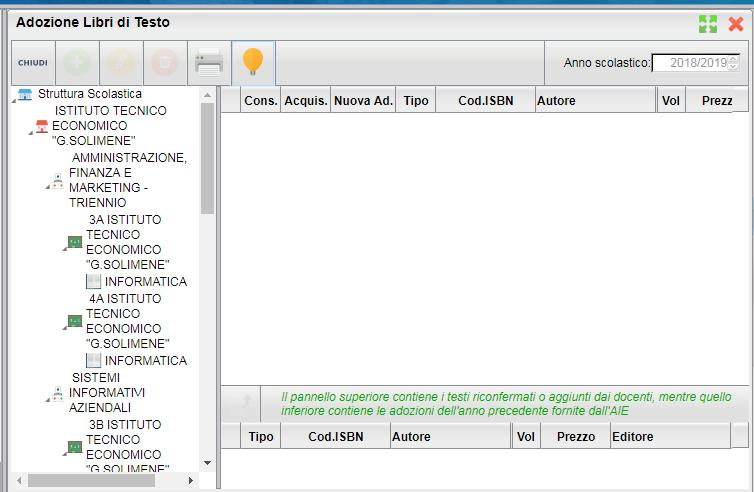 Adozione Libri di Testo
CHIUDI
Anno scolastico: 2018/2019
Struttura Scolastica
ISTITUTO TECNICO
ECONOMICO
"G.SOLIMENE"
AMMINISTRAZIONE,
FINANZA E
MARKETING -
TRIENNIO
3A ISTITUTO
TECNICO
ECONOMICO
"G.SOLIMENE"
INFORMATICA
4A ISTITUTO
TECNICO
ECONOMICO
"G.SOLIMENE"
INFORMATICA
SISTEMI
INFORMATIVI
AZIENDALI
3B ISTITUTO
TECNICO
ECONOMICO
"G.SOLIMENE"
Cons. Acquis. Nuova Ad. Tipo Cod.ISBN Autore Vol Prezz
Il pannello superiore contiene i testi riconfermati o aggiunti dai docenti, mentre quello
inferiore contiene le adozioni dell'anno precedente fornite dall'AIE
Tipo Cod.ISBN Autore Vol Prezzo Editore